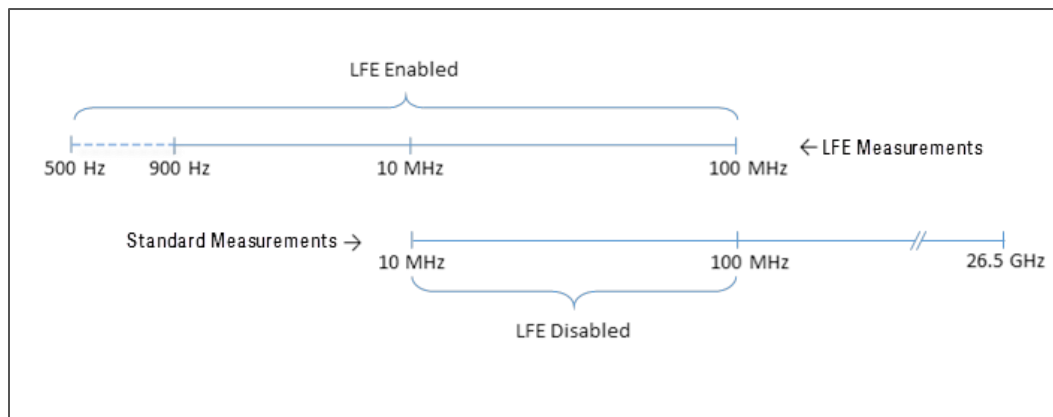 LFE Enabled
500 Hz 900 Hz 10 MHz 100 MHz
← LFE Measurements
Standard Measurements →
10 MHz 100 MHz 26.5 GHz
LFE Disabled